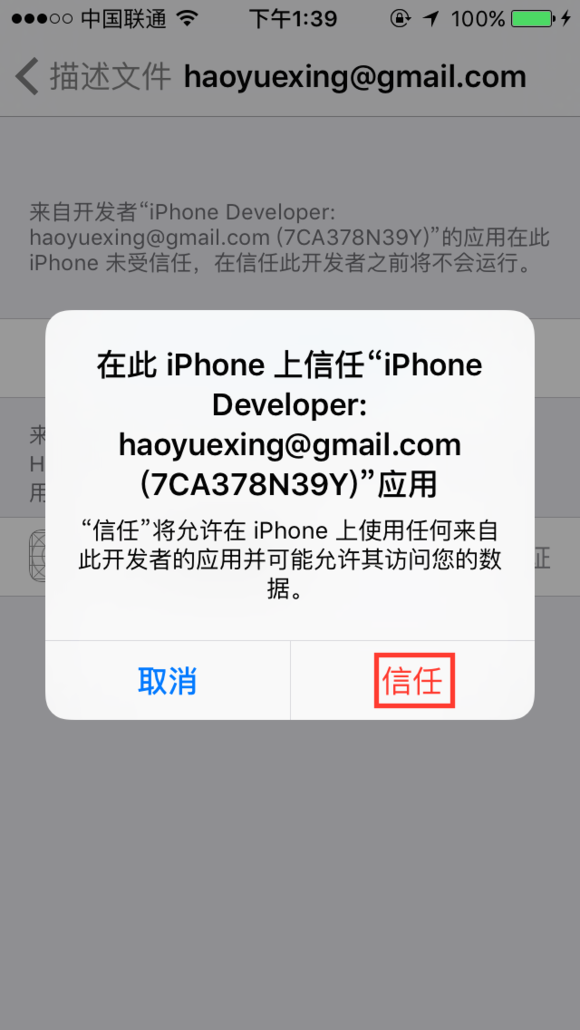 中国联通 下午1:39 100%
描述文件 haoyuexing@gmail.com
来自开发者“iPhone Developer:
haoyuexing@gmail.com (7CA378N39Y)”的应用在此
iPhone 未受信任，在信任此开发者之前将不会运行。
在此 iPhone 上信任“iPhone
Developer:
haoyuexing@gmail.com
(7CA378N39Y)”应用
“信任”将允许在 iPhone 上使用任何来自
此开发者的应用并可能允许其访问您的数
据。
来
H
用
证
取消 信任